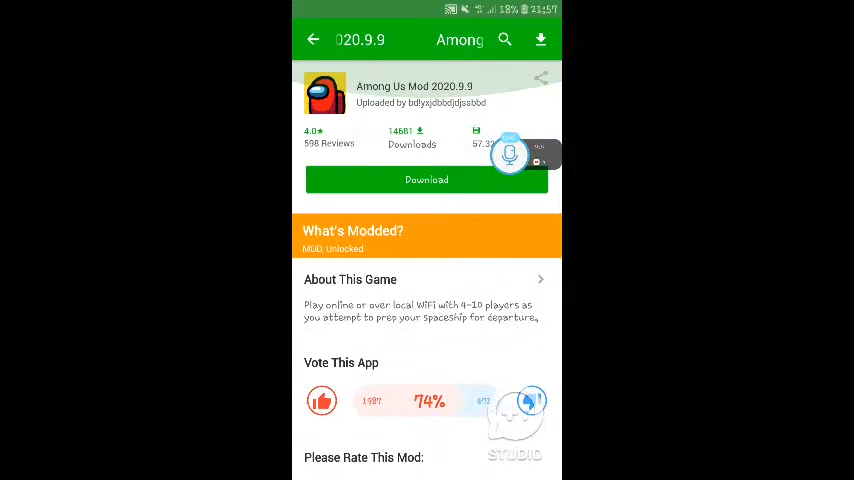 18% 21:57
020.9.9 Among
Among Us Mod 2020.9.9
Uploaded by bdlyxjdbbdjdjssbbd
4.0★ 14681
598 Reviews Downloads 57.32
Download
What's Modded?
MOD, Unlocked
About This Game
Play online or over local WiFi with 4-10 players as
you attempt to prep your spaceship for departure,
Vote This App
1987 74% 671
STUDIO
Please Rate This Mod: